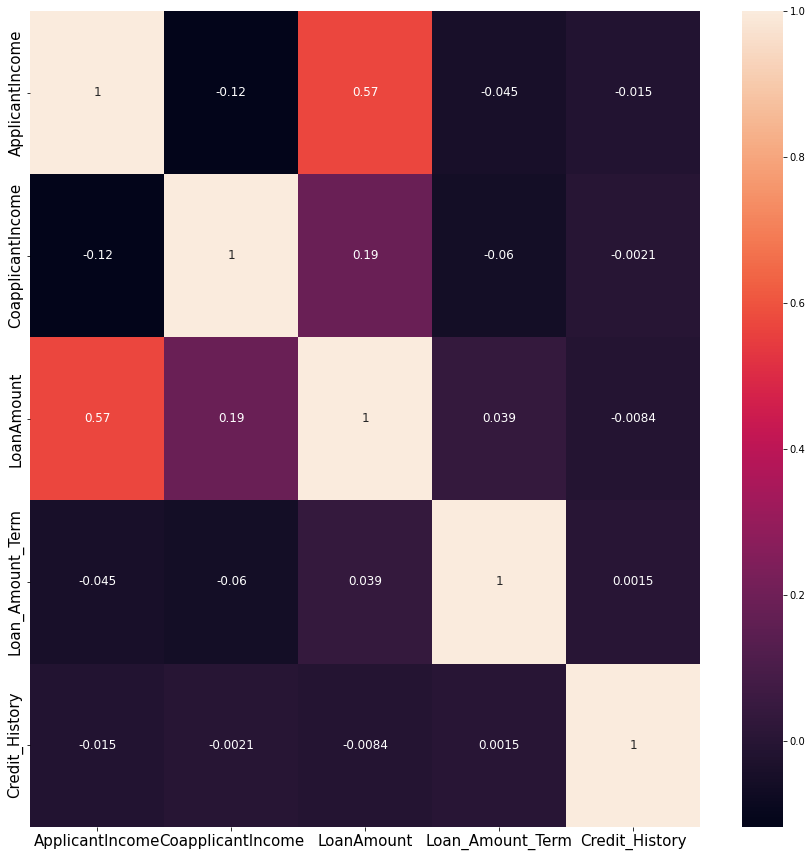 ApplicantIncome 1 -0.12 0.57 -0.045 -0.015
CoapplicantIncome -0.12 1 0.19 -0.06 -0.0021
LoanAmount 0.57 0.19 1 0.039 -0.0084
Loan_Amount_Term -0.045 -0.06 0.039 1 0.0015
Credit_History -0.015 -0.0021 -0.0084 0.0015 1
ApplicantIncome CoapplicantIncome LoanAmount Loan_Amount_Term Credit_History
1.0
0.8
0.6
0.4
0.2
0.0